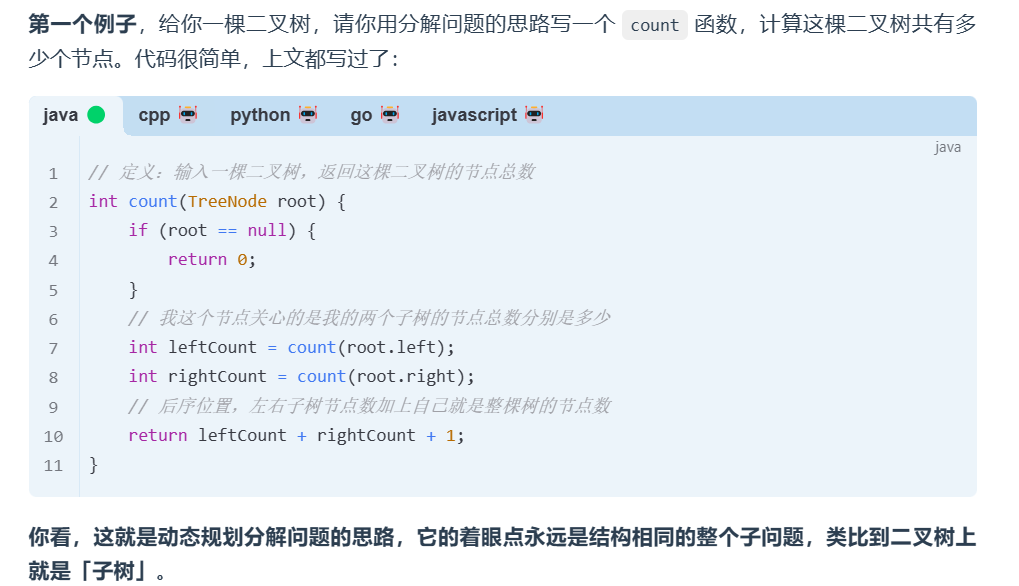 第一个例子，给你一棵二叉树，请你用分解问题的思路写一个 count 函数，计算这棵二叉树共有多
少个节点。代码很简单，上文都写过了：
java cpp python go javascript
java
1 // 定义：输入一棵二叉树，返回这棵二叉树的节点总数
2 int count(TreeNode root) {
3     if (root == null) {
4         return 0;
5     }
6     // 我这个节点关心的是我的两个子树的节点总数分别是多少
7     int leftCount = count(root.left);
8     int rightCount = count(root.right);
9     // 后序位置，左右子树节点数加上自己就是整棵树的节点数
10     return leftCount + rightCount + 1;
11 }
你看，这就是动态规划分解问题的思路，它的着眼点永远是结构相同的整个子问题，类比到二叉树上
就是「子树」。